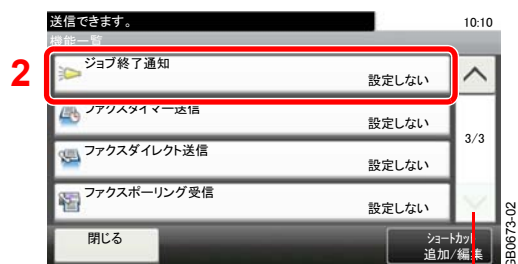 送信できます。
10:10
機能一覧
2
ジョブ終了通知
設定しない
ファクスタイマー送信
設定しない
3/3
ファクスダイレクト送信
設定しない
ファクスポーリング受信
設定しない
閉じる
ショートカット
追加/編集
GB0673-02